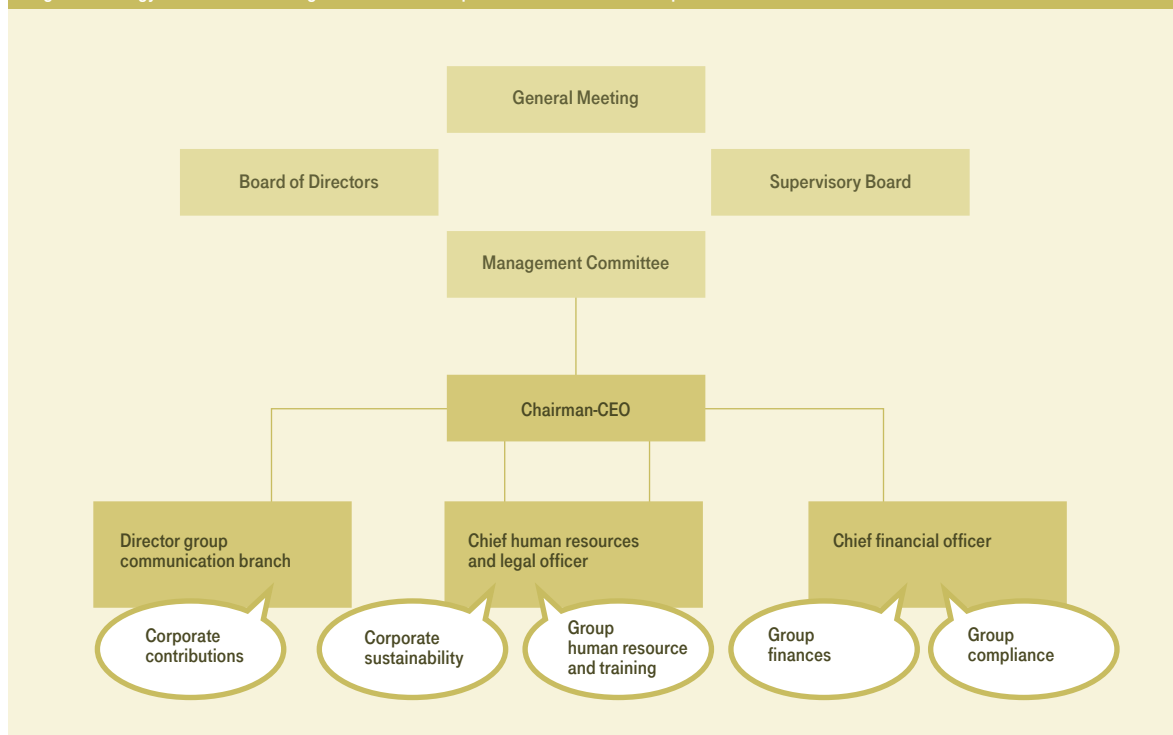 General Meeting
Board of Directors
Supervisory Board
Management Committee
Chairman-CEO
Director group
communication branch
Chief human resources
and legal officer
Chief financial officer
Corporate
contributions
Corporate
sustainability
Group
human resource
and training
Group
finances
Group
compliance